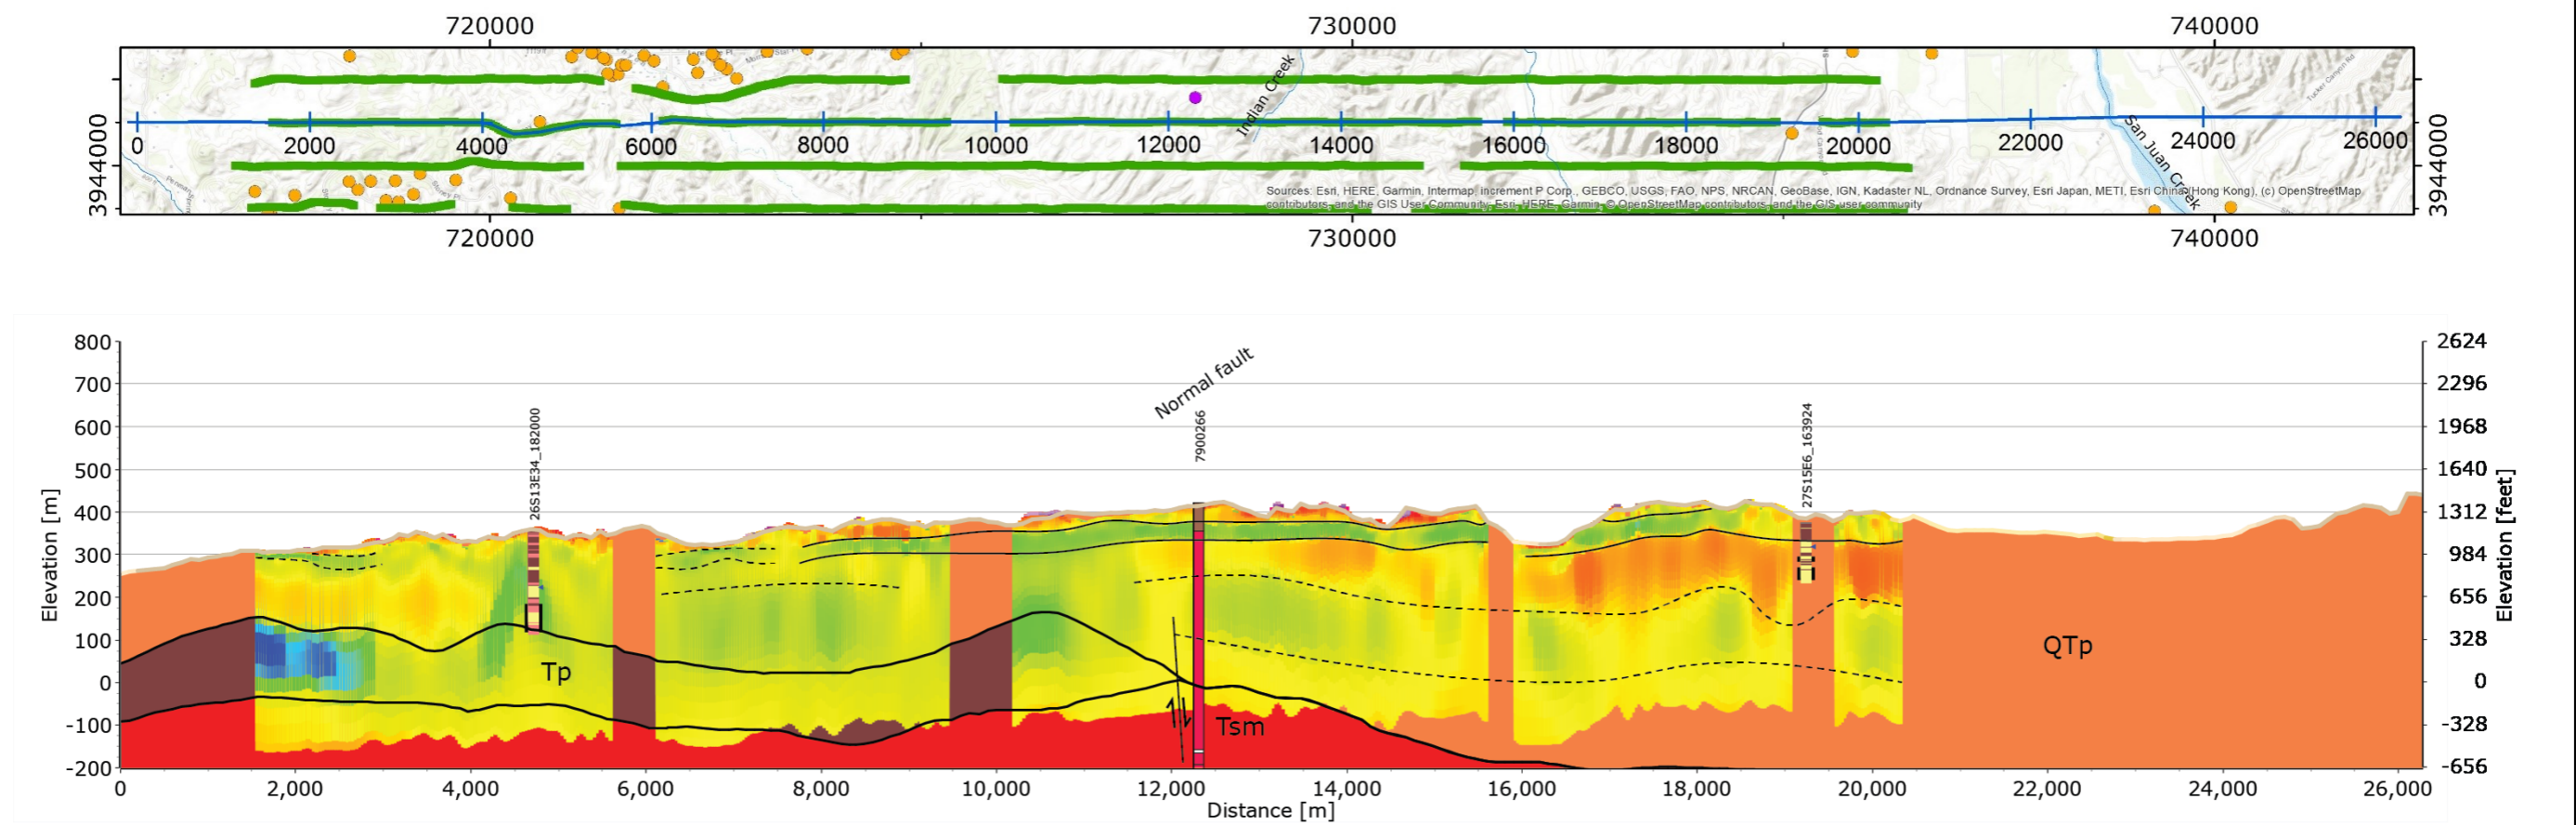 720000 730000 740000
Indian Creek
Tucker Canyon Rd
3944000
0 2000 4000 6000 8000 10000 12000 14000 16000 18000 20000 22000 24000 26000
3944000
San Juan Creek
Sources: Esri, HERE, Garmin, Intermap, increment P Corp., GEBCO, USGS, FAO, NPS, NRCAN, GeoBase, IGN, Kadaster NL, Ordnance Survey, Esri Japan, METI, Esri China (Hong Kong), (c) OpenStreetMap
contributors, and the GIS User Community, Esri, HERE, Garmin, © OpenStreetMap contributors, and the GIS user community
720000 730000 740000
800 2624
700 2296
Normal fault
600 1968
500 1640
400 1312
300 984
200 656
100 328
0 0
-100 -328
-200 -656
Elevation [m]
Elevation [feet]
26S13E34_182000
7900266
27S15E6_163924
Tp
Tsm
QTp
0 2,000 4,000 6,000 8,000 10,000 12,000 14,000 16,000 18,000 20,000 22,000 24,000 26,000
Distance [m]